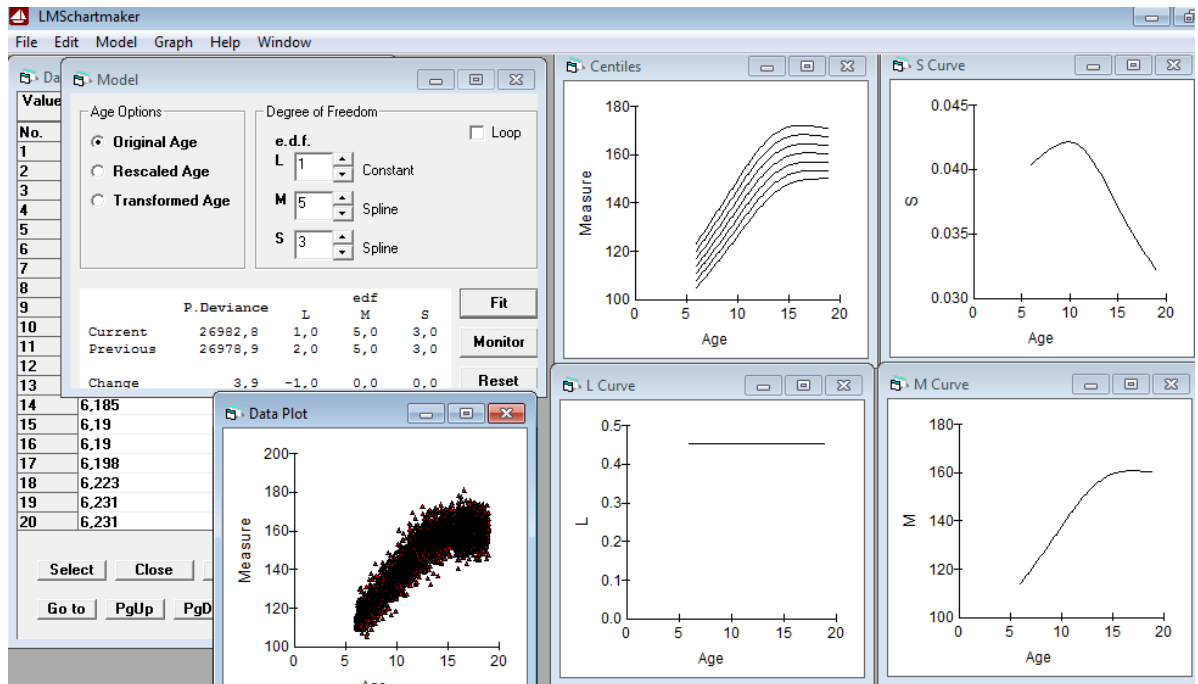 LMSchartmaker
File Edit Model Graph Help Window
Da
Value
No.
1
2
3
4
5
6
7
8
9
10
11
12
13
14 6,185
15 6,19
16 6,19
17 6,198
18 6,223
19 6,231
20 6,231
Select Close
Go to PgUp PgD
Model
Age Options
Original Age
Rescaled Age
Transformed Age
Degree of Freedom
e.d.f.
L 1 Constant
M 5 Spline
S 3 Spline
Loop
edf
P.Deviance L M S
Current 26982,8 1,0 5,0 3,0
Previous 26978,9 2,0 5,0 3,0
Change 3,9 -1,0 0,0 0,0
Fit
Monitor
Reset
Data Plot
200
180
160
140
120
100
Measure
0 5 10 15 20
Age
Centiles
180
160
140
120
100
Measure
0 5 10 15 20
Age
S Curve
0.045
0.040
0.035
0.030
S
0 5 10 15 20
Age
L Curve
0.5
0.4
0.3
0.2
0.1
0.0
L
0 5 10 15 20
Age
M Curve
180
160
140
120
100
M
0 5 10 15 20
Age